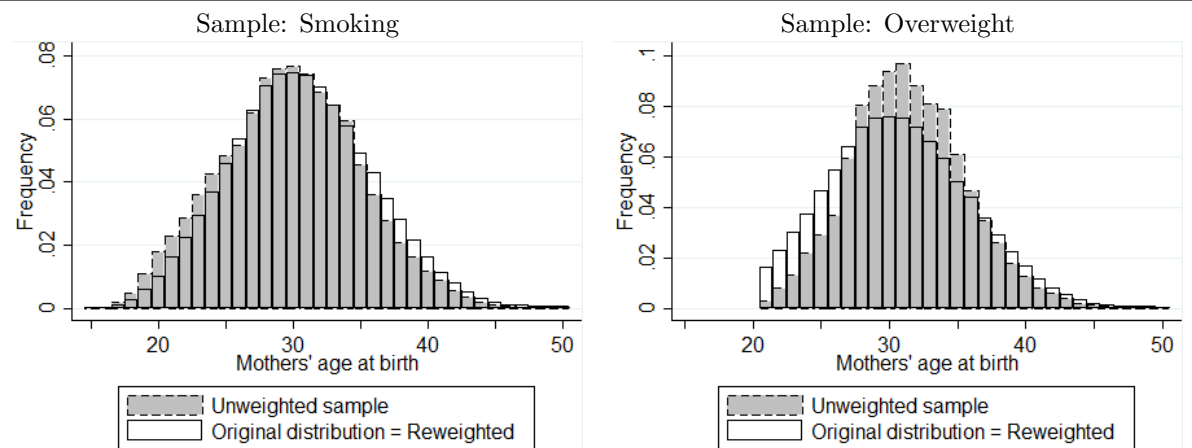 Sample: Smoking
.08
.06
.04
.02
0
Frequency
20 30 40 50
Mothers' age at birth
Unweighted sample
Original distribution = Reweighted
Sample: Overweight
.1
.08
.06
.04
.02
0
Frequency
20 30 40 50
Mothers' age at birth
Unweighted sample
Original distribution = Reweighted